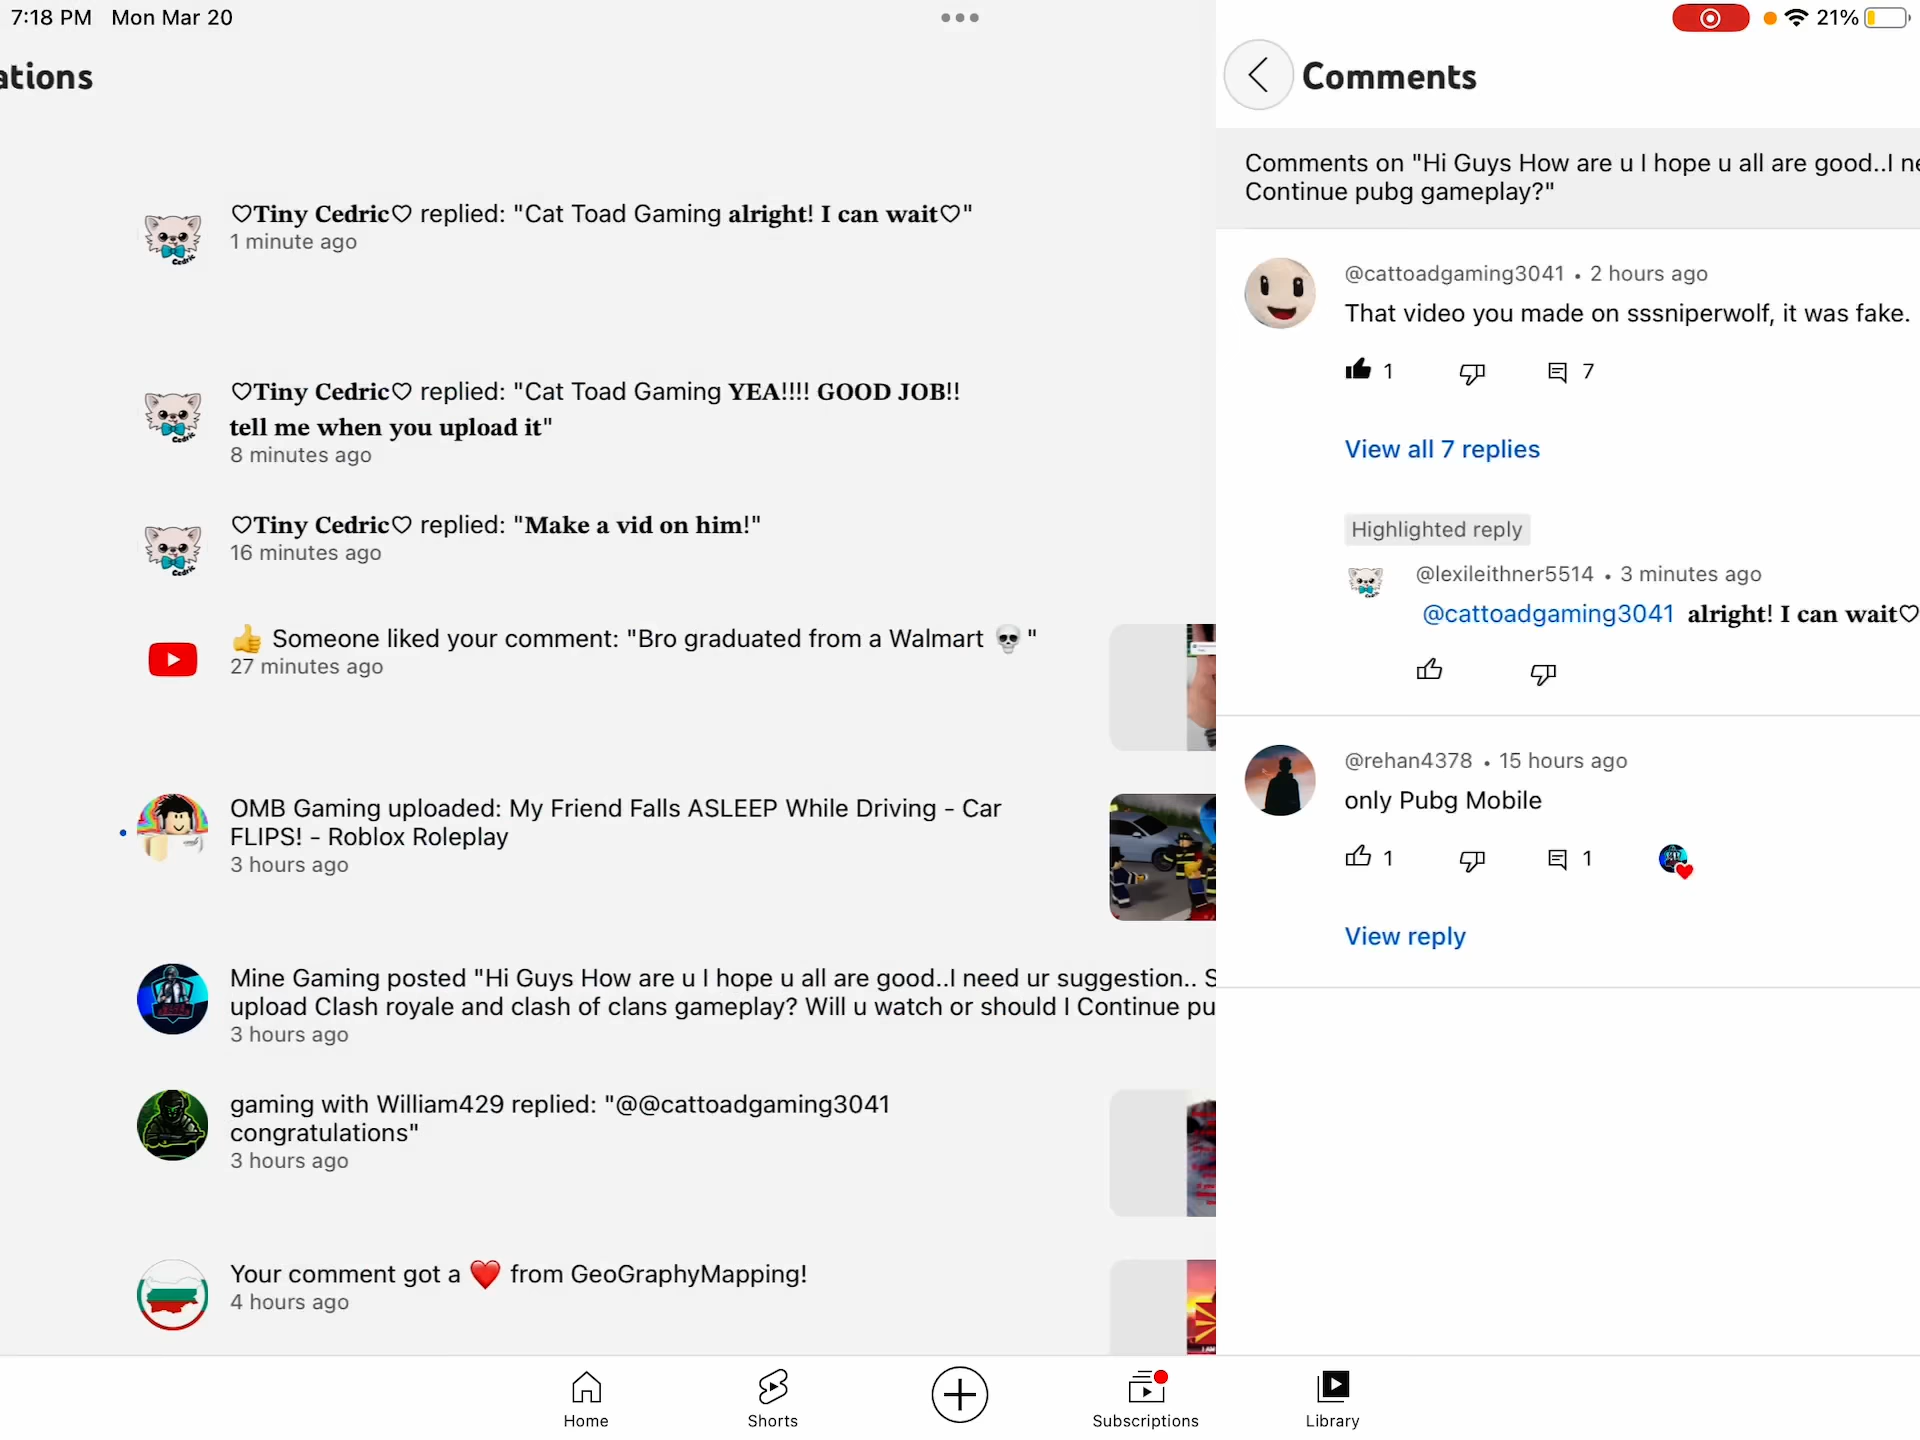 7:18 PM Mon Mar 20
21%
ations
♡Tiny Cedric♡ replied: "Cat Toad Gaming alright! I can wait♡"
1 minute ago
♡Tiny Cedric♡ replied: "Cat Toad Gaming YEA!!!! GOOD JOB!!
tell me when you upload it"
8 minutes ago
♡Tiny Cedric♡ replied: "Make a vid on him!"
16 minutes ago
👍 Someone liked your comment: "Bro graduated from a Walmart 💀"
27 minutes ago
OMB Gaming uploaded: My Friend Falls ASLEEP While Driving - Car
FLIPS! - Roblox Roleplay
3 hours ago
Mine Gaming posted "Hi Guys How are u I hope u all are good..I need ur suggestion.. S
upload Clash royale and clash of clans gameplay? Will u watch or should I Continue pu
3 hours ago
gaming with William429 replied: "@@cattoadgaming3041
congratulations"
3 hours ago
Your comment got a ❤️ from GeoGraphyMapping!
4 hours ago
Comments
Comments on "Hi Guys How are u I hope u all are good..I ne
Continue pubg gameplay?"
@cattoadgaming3041 • 2 hours ago
That video you made on sssniperwolf, it was fake.
1 7
View all 7 replies
Highlighted reply
@lexileithner5514 • 3 minutes ago
@cattoadgaming3041 alright! I can wait♡
@rehan4378 • 15 hours ago
only Pubg Mobile
1 1
View reply
Home
Shorts
Subscriptions
Library